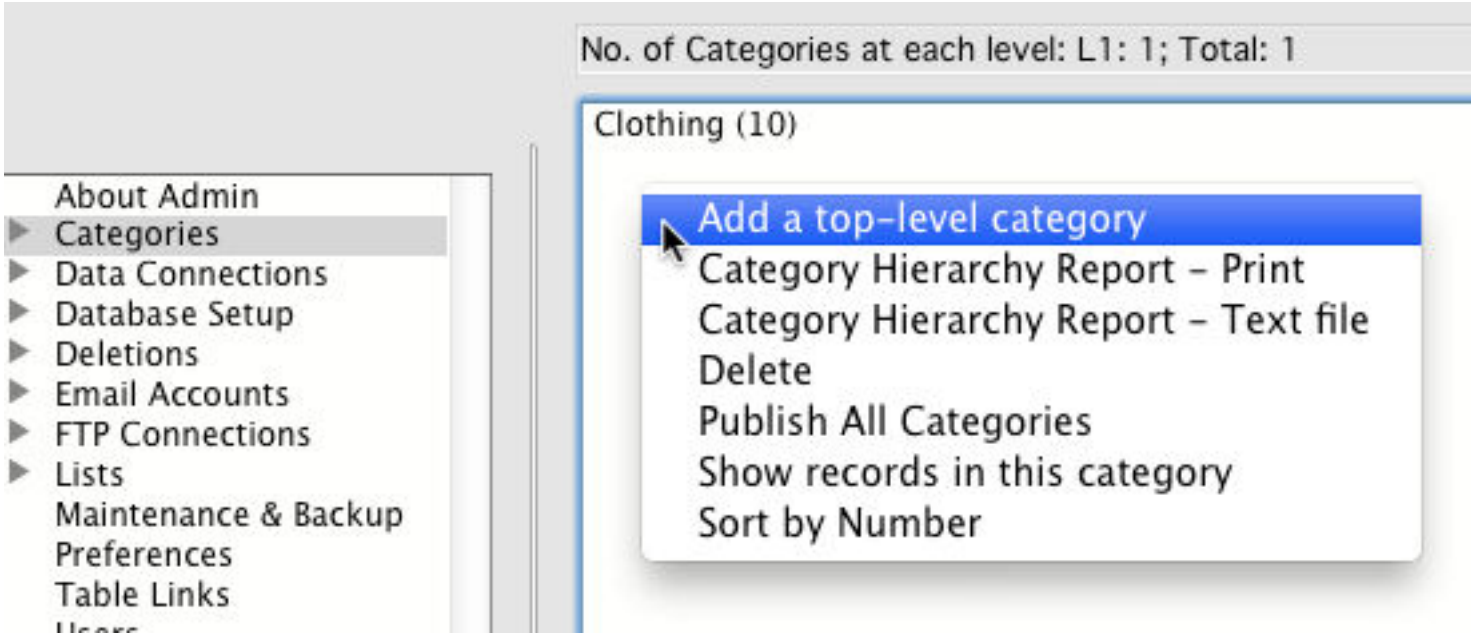 No. of Categories at each level: L1: 1; Total: 1
Clothing (10)
About Admin
Categories
Data Connections
Database Setup
Deletions
Email Accounts
FTP Connections
Lists
Maintenance & Backup
Preferences
Table Links
Users
Add a top-level category
Category Hierarchy Report - Print
Category Hierarchy Report - Text file
Delete
Publish All Categories
Show records in this category
Sort by Number